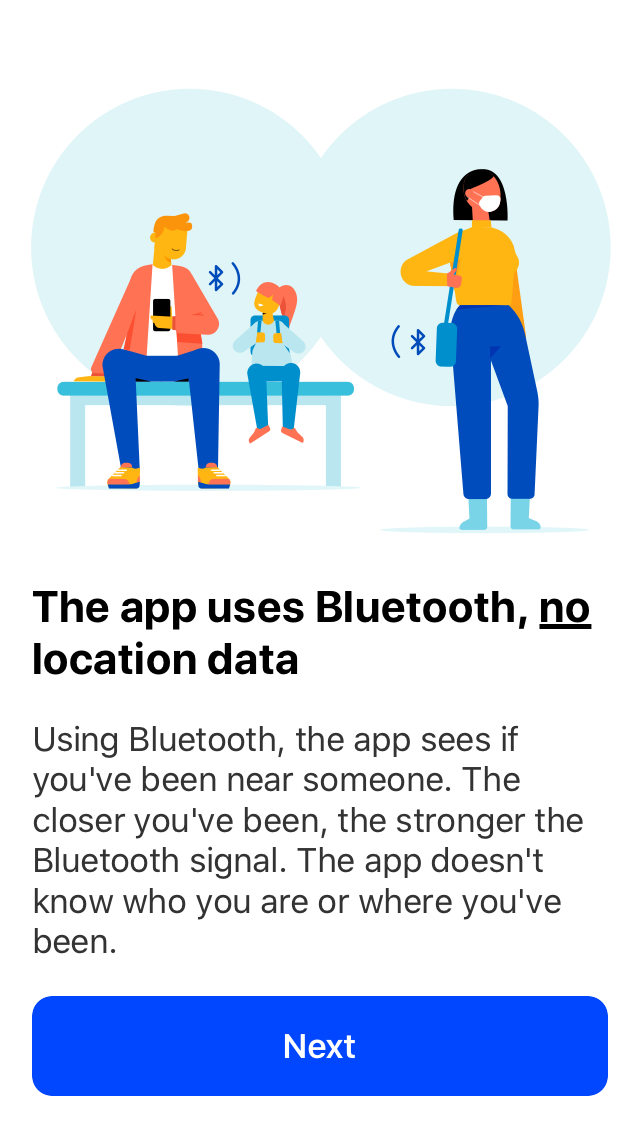 The app uses Bluetooth, no
location data
Using Bluetooth, the app sees if
you've been near someone. The
closer you've been, the stronger the
Bluetooth signal. The app doesn't
know who you are or where you've
been.
Next